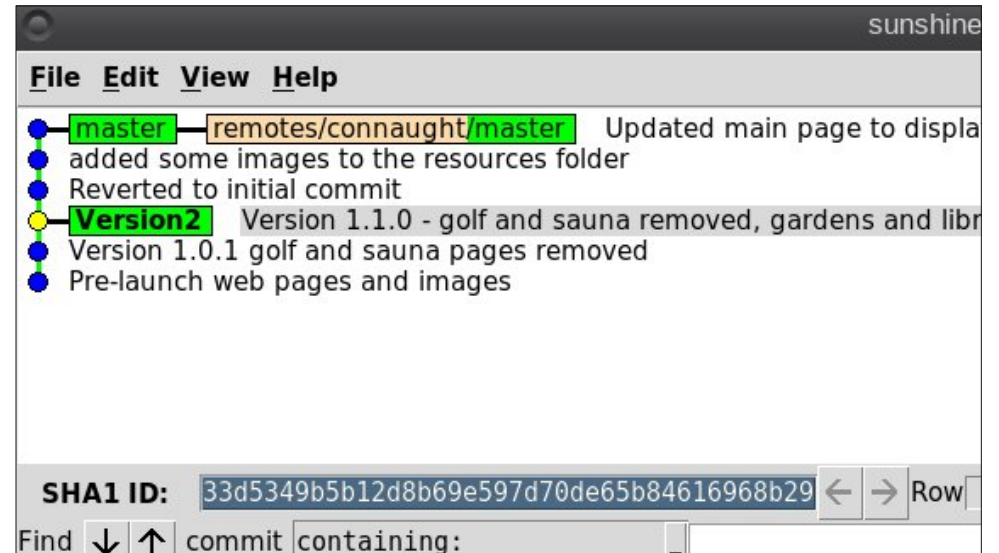 sunshine
File Edit View Help
master remotes/connaught/master Updated main page to displa
added some images to the resources folder
Reverted to initial commit
Version2 Version 1.1.0 - golf and sauna removed, gardens and libr
Version 1.0.1 golf and sauna pages removed
Pre-launch web pages and images
SHA1 ID: 33d5349b5b12d8b69e597d70de65b84616968b29 ← → Row
Find ↓ ↑ commit containing: